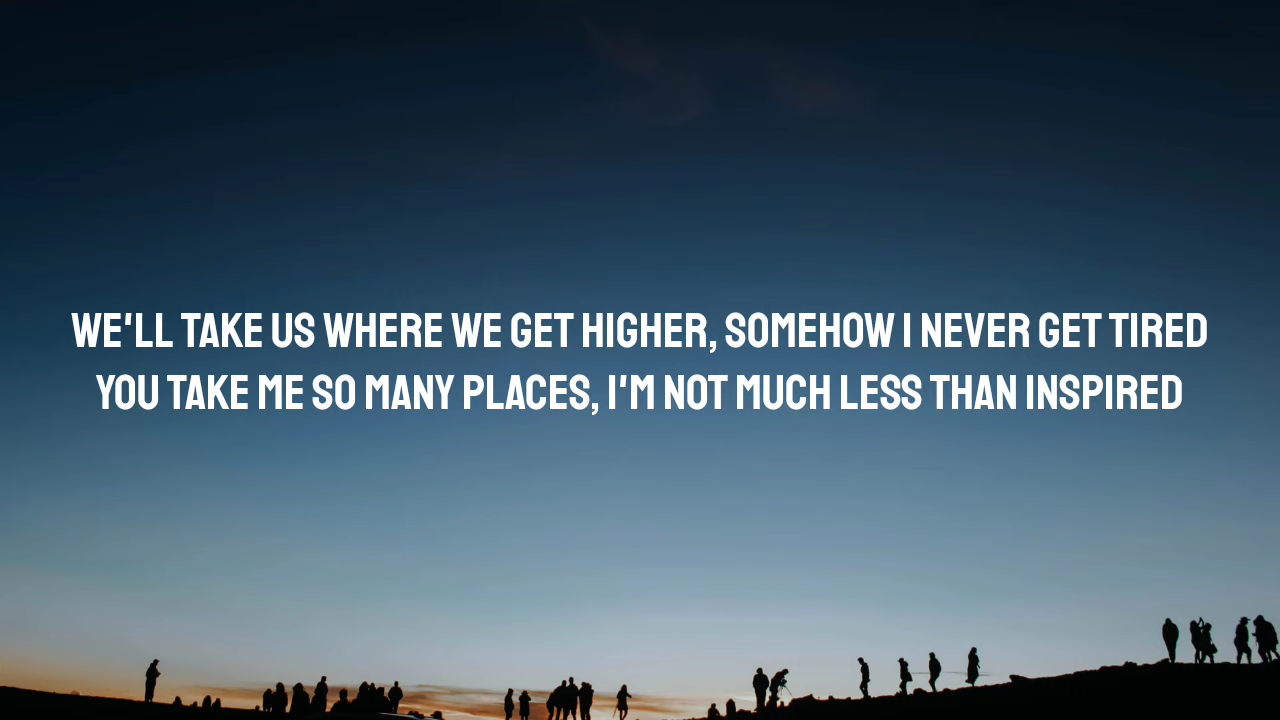 WE'LL TAKE US WHERE WE GET HIGHER, SOMEHOW I NEVER GET TIRED
YOU TAKE ME SO MANY PLACES, I'M NOT MUCH LESS THAN INSPIRED